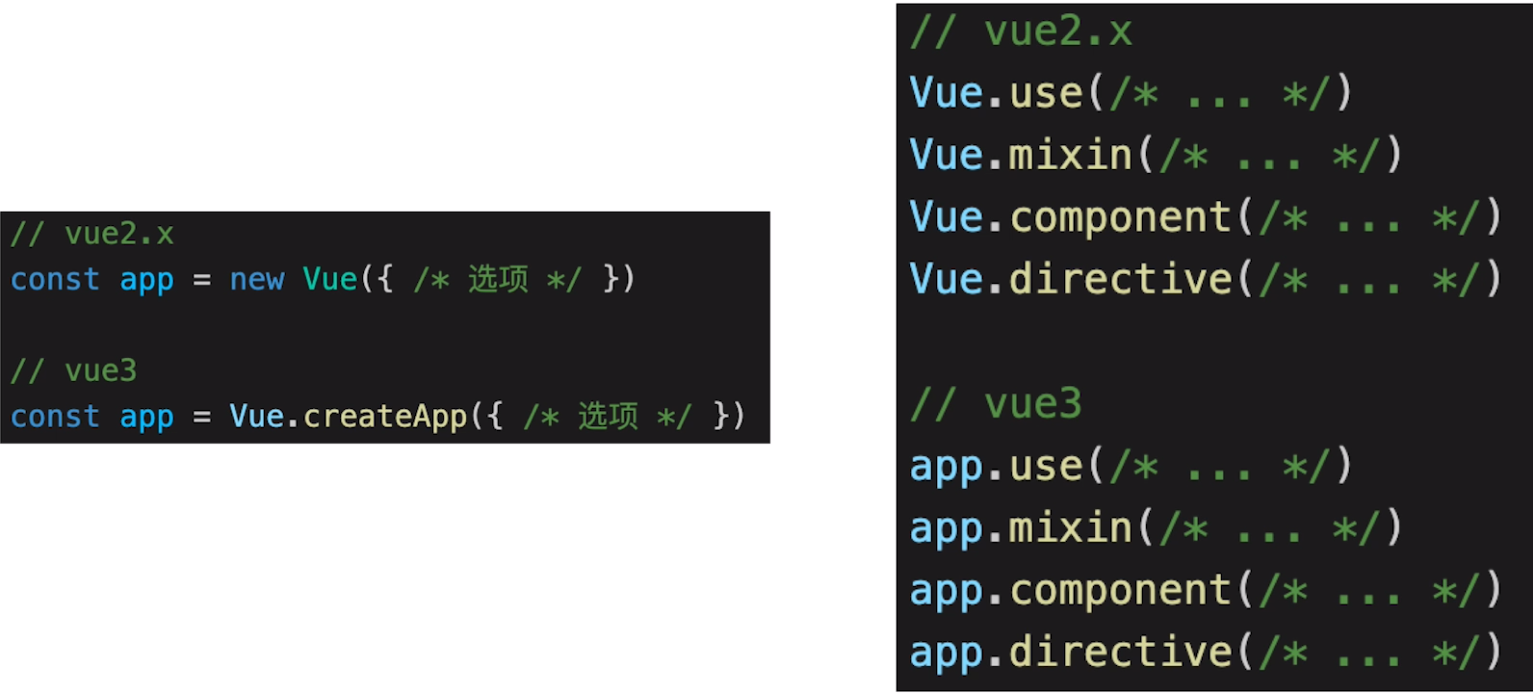 // vue2.x
const app = new Vue({ /* 选项 */ })
// vue3
const app = Vue.createApp({ /* 选项 */ })
// vue2.x
Vue.use(/* ... */)
Vue.mixin(/* ... */)
Vue.component(/* ... */)
Vue.directive(/* ... */)
// vue3
app.use(/* ... */)
app.mixin(/* ... */)
app.component(/* ... */)
app.directive(/* ... */)